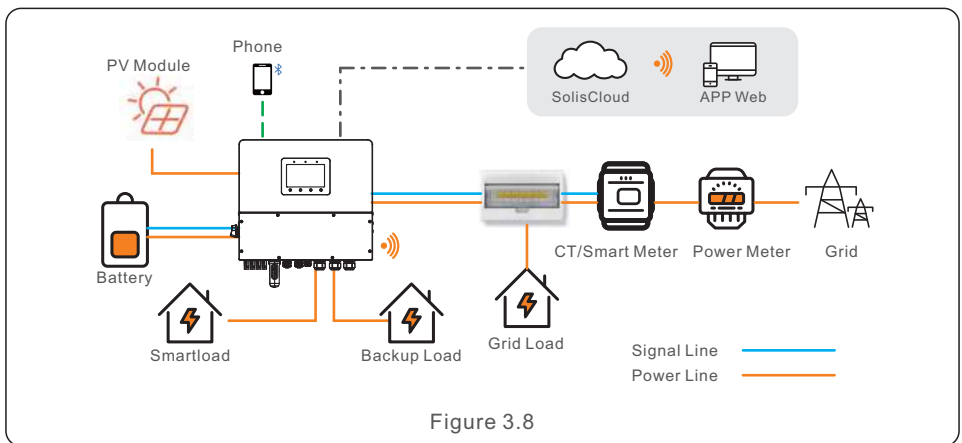 Phone
PV Module
SolisCloud
APP Web
Battery
CT/Smart Meter
Power Meter
Grid
Smartload
Backup Load
Grid Load
Signal Line
Power Line
Figure 3.8